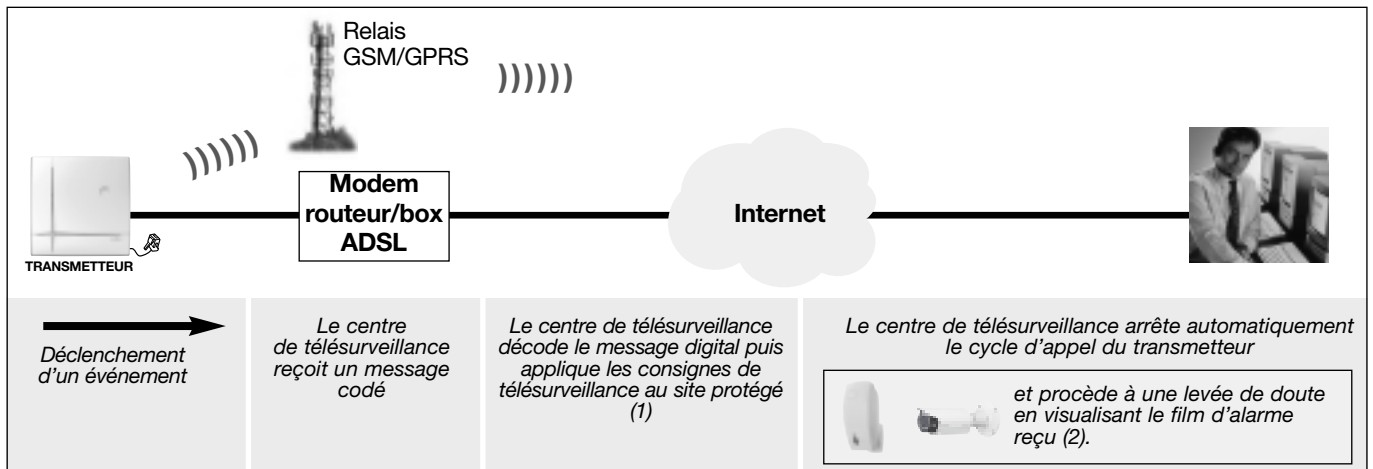 Relais
GSM/GPRS
))))))
))))))
Modem
routeur/box
ADSL
Internet
TRANSMETTEUR
Déclenchement
d'un événement
Le centre
de télésurveillance
reçoit un message
codé
Le centre de télésurveillance
décode le message digital puis
applique les consignes de
télésurveillance au site protégé
(1)
Le centre de télésurveillance arrête automatiquement
le cycle d'appel du transmetteur
et procède à une levée de doute
en visualisant le film d'alarme
reçu (2).